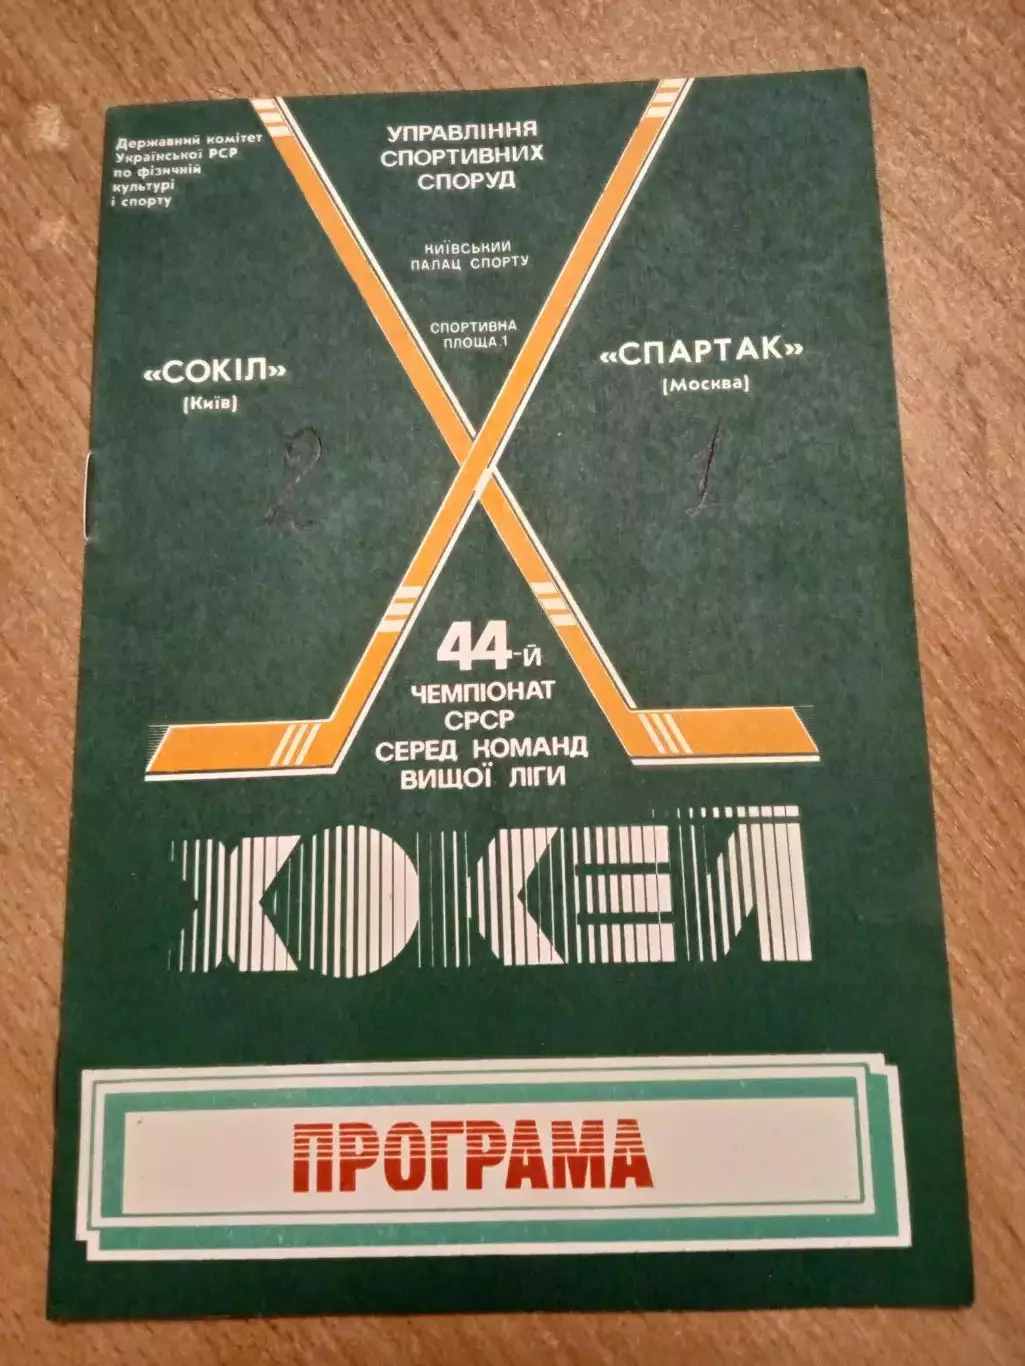 Державний комітет
Української РСР
по фізичній
культурі
і спорту
УПРАВЛІННЯ
СПОРТИВНИХ
СПОРУД
КИЇВСЬКИЙ
ПАЛАЦ СПОРТУ
СПОРТИВНА
ПЛОЩА.1
«СОКІЛ»
(Київ)
«СПАРТАК»
(Москва)
2
1
44-й
ЧЕМПІОНАТ
СРСР
СЕРЕД КОМАНД
ВИЩОЇ ЛІГИ
ХОКЕЙ
ПРОГРАМА